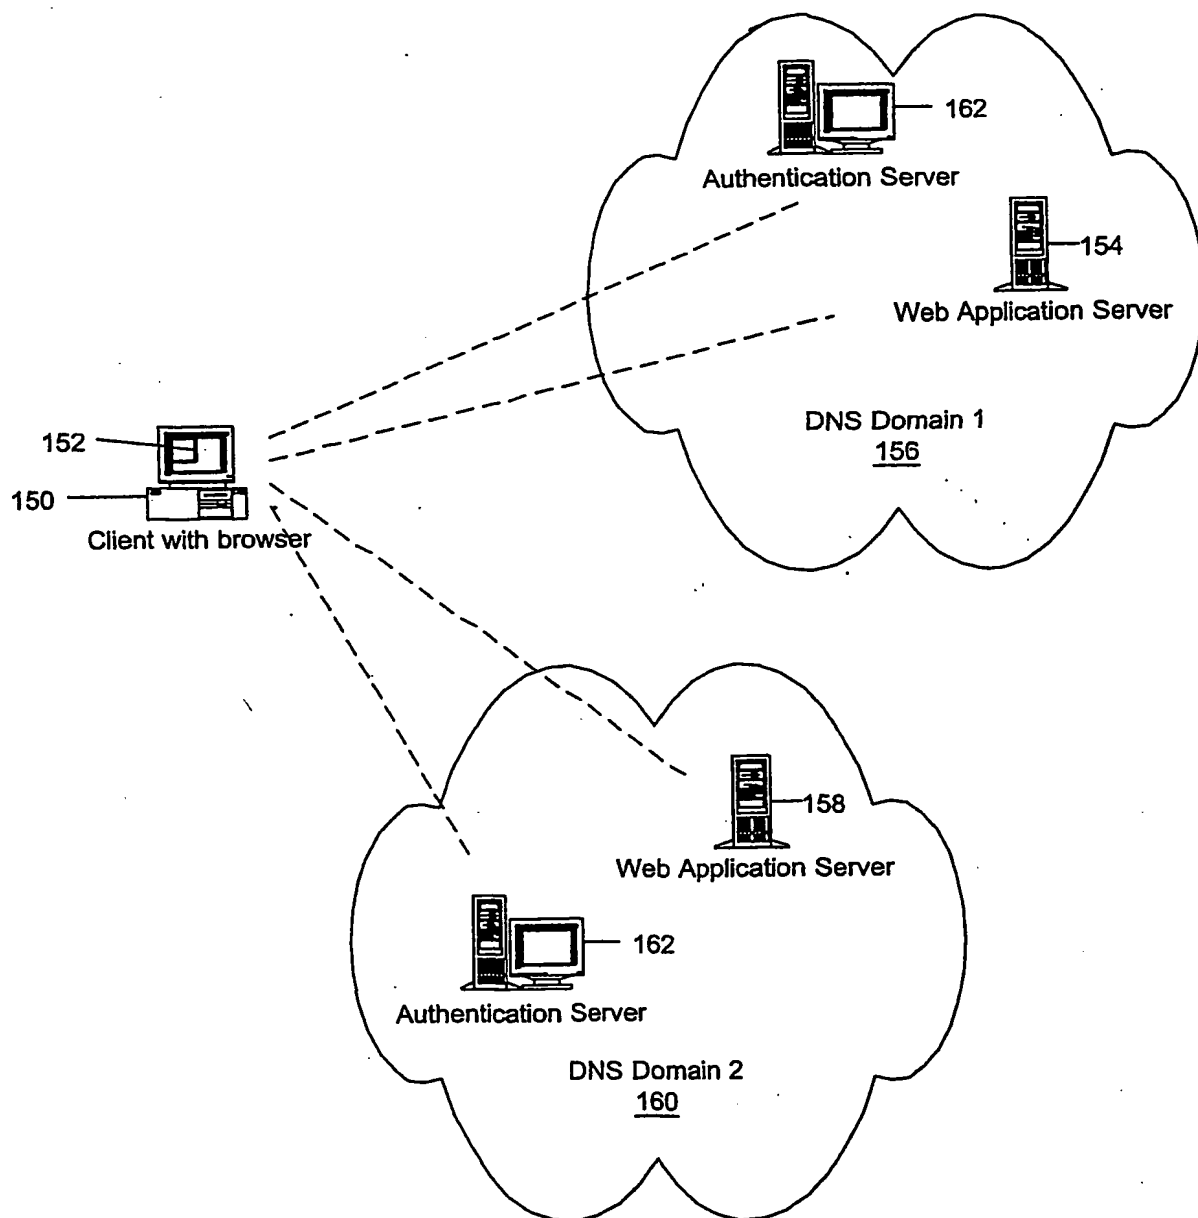 162
Authentication Server
154
Web Application Server
DNS Domain 1
156
152
150
Client with browser
158
Web Application Server
162
Authentication Server
DNS Domain 2
160